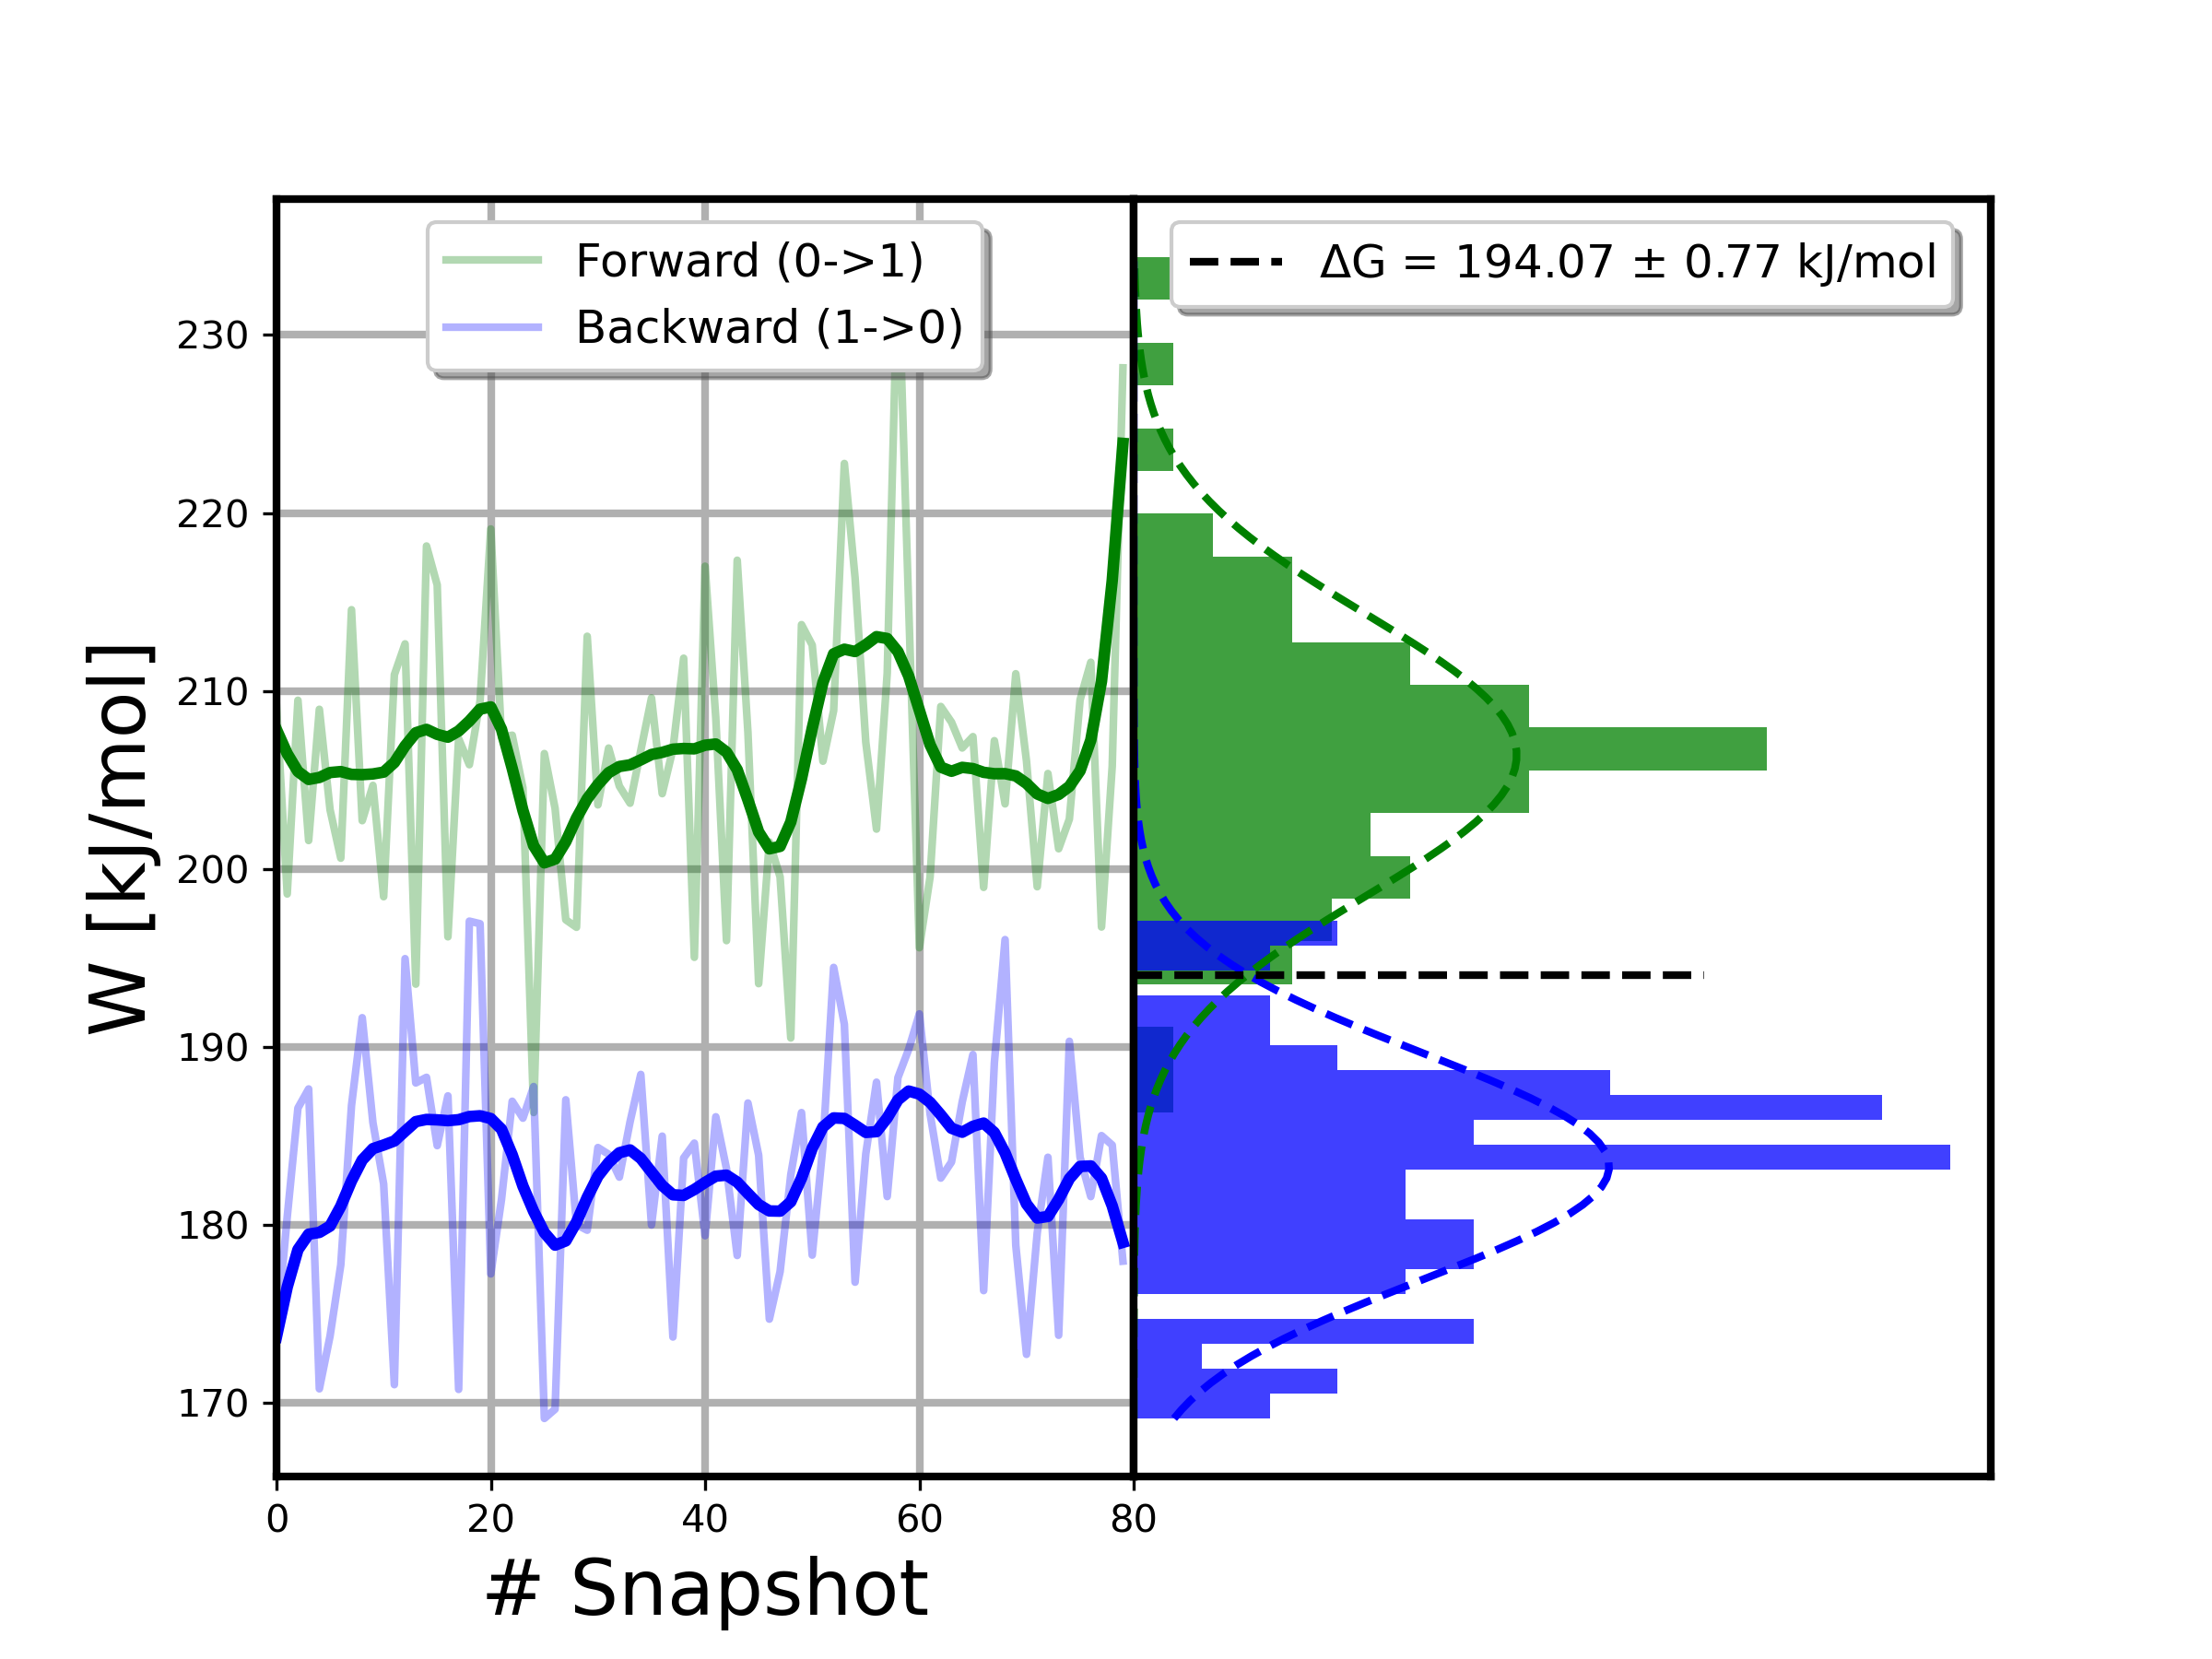 Forward (0->1)
Backward (1->0)
ΔG = 194.07 ± 0.77 kJ/mol
W [kJ/mol]
230
220
210
200
190
180
170
0 20 40 60 80
# Snapshot